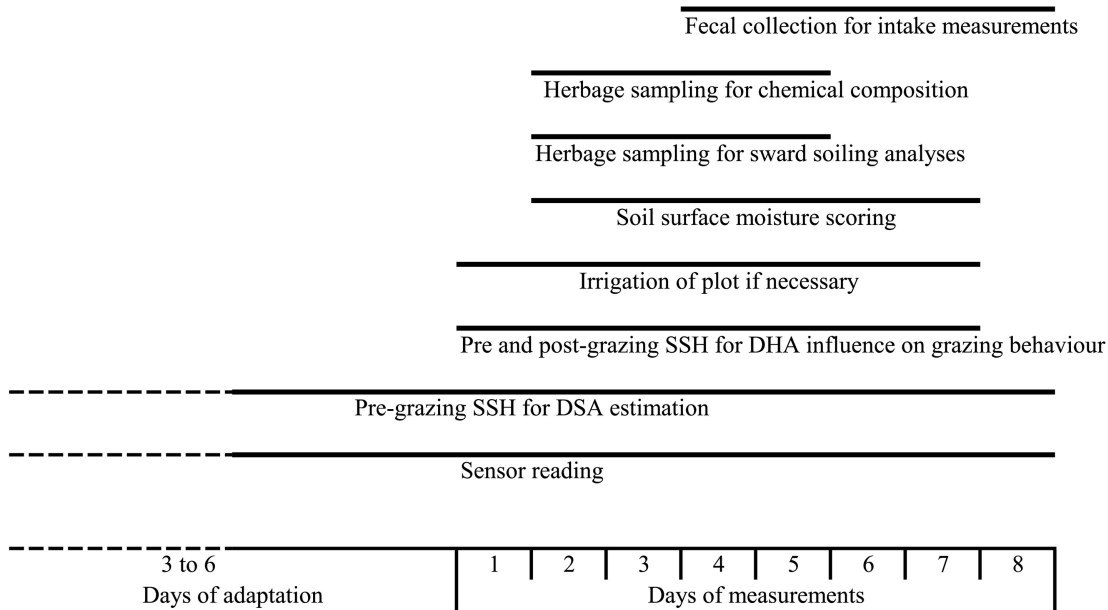 Fecal collection for intake measurements
Herbage sampling for chemical composition
Herbage sampling for sward soiling analyses
Soil surface moisture scoring
Irrigation of plot if necessary
Pre and post-grazing SSH for DHA influence on grazing behaviour
Pre-grazing SSH for DSA estimation
Sensor reading
3 to 6 1 2 3 4 5 6 7 8
Days of adaptation Days of measurements